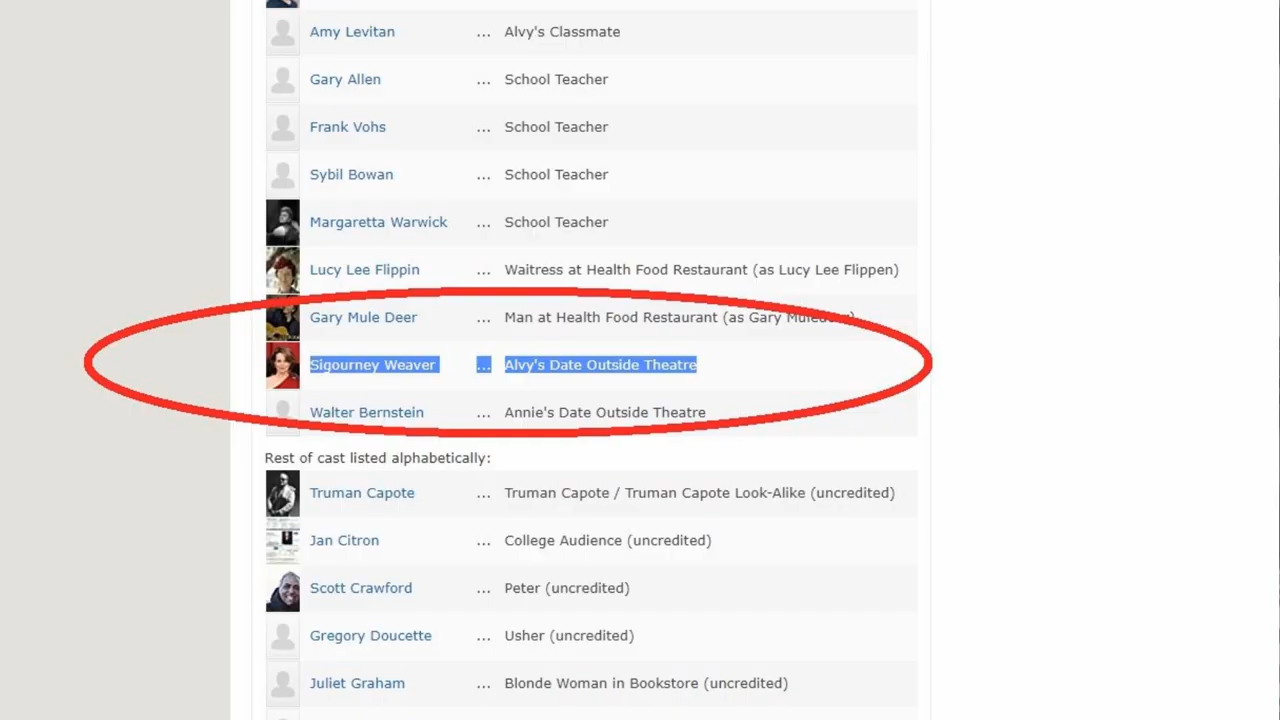 Amy Levitan ... Alvy's Classmate
Gary Allen ... School Teacher
Frank Vohs ... School Teacher
Sybil Bowan ... School Teacher
Margaretta Warwick ... School Teacher
Lucy Lee Flippin ... Waitress at Health Food Restaurant (as Lucy Lee Flippen)
Gary Mule Deer ... Man at Health Food Restaurant (as Gary Muledeer)
Sigourney Weaver ... Alvy's Date Outside Theatre
Walter Bernstein ... Annie's Date Outside Theatre
Rest of cast listed alphabetically:
Truman Capote ... Truman Capote / Truman Capote Look-Alike (uncredited)
Jan Citron ... College Audience (uncredited)
Scott Crawford ... Peter (uncredited)
Gregory Doucette ... Usher (uncredited)
Juliet Graham ... Blonde Woman in Bookstore (uncredited)